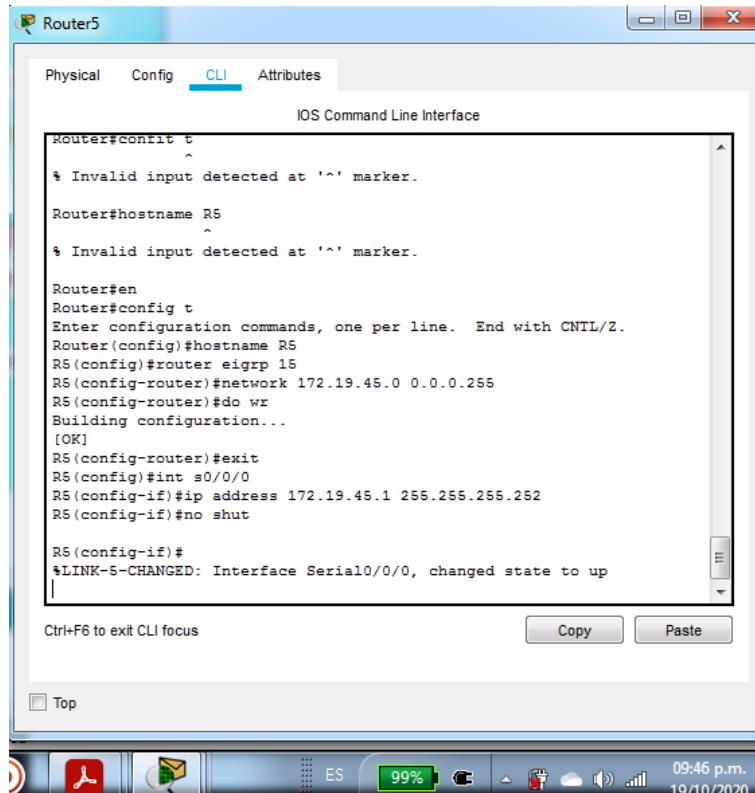 Router5
Physical Config CLI Attributes
IOS Command Line Interface
Router#confit t
^
% Invalid input detected at '^' marker.
Router#hostname R5
^
% Invalid input detected at '^' marker.
Router#en
Router#config t
Enter configuration commands, one per line. End with CNTL/Z.
Router(config)#hostname R5
R5(config)#router eigrp 15
R5(config-router)#network 172.19.45.0 0.0.0.255
R5(config-router)#do wr
Building configuration...
[OK]
R5(config-router)#exit
R5(config)#int s0/0/0
R5(config-if)#ip address 172.19.45.1 255.255.255.252
R5(config-if)#no shut
R5(config-if)#
%LINK-5-CHANGED: Interface Serial0/0/0, changed state to up
Ctrl+F6 to exit CLI focus
Copy Paste
Top
ES 99% 09:46 p.m.
19/10/2020